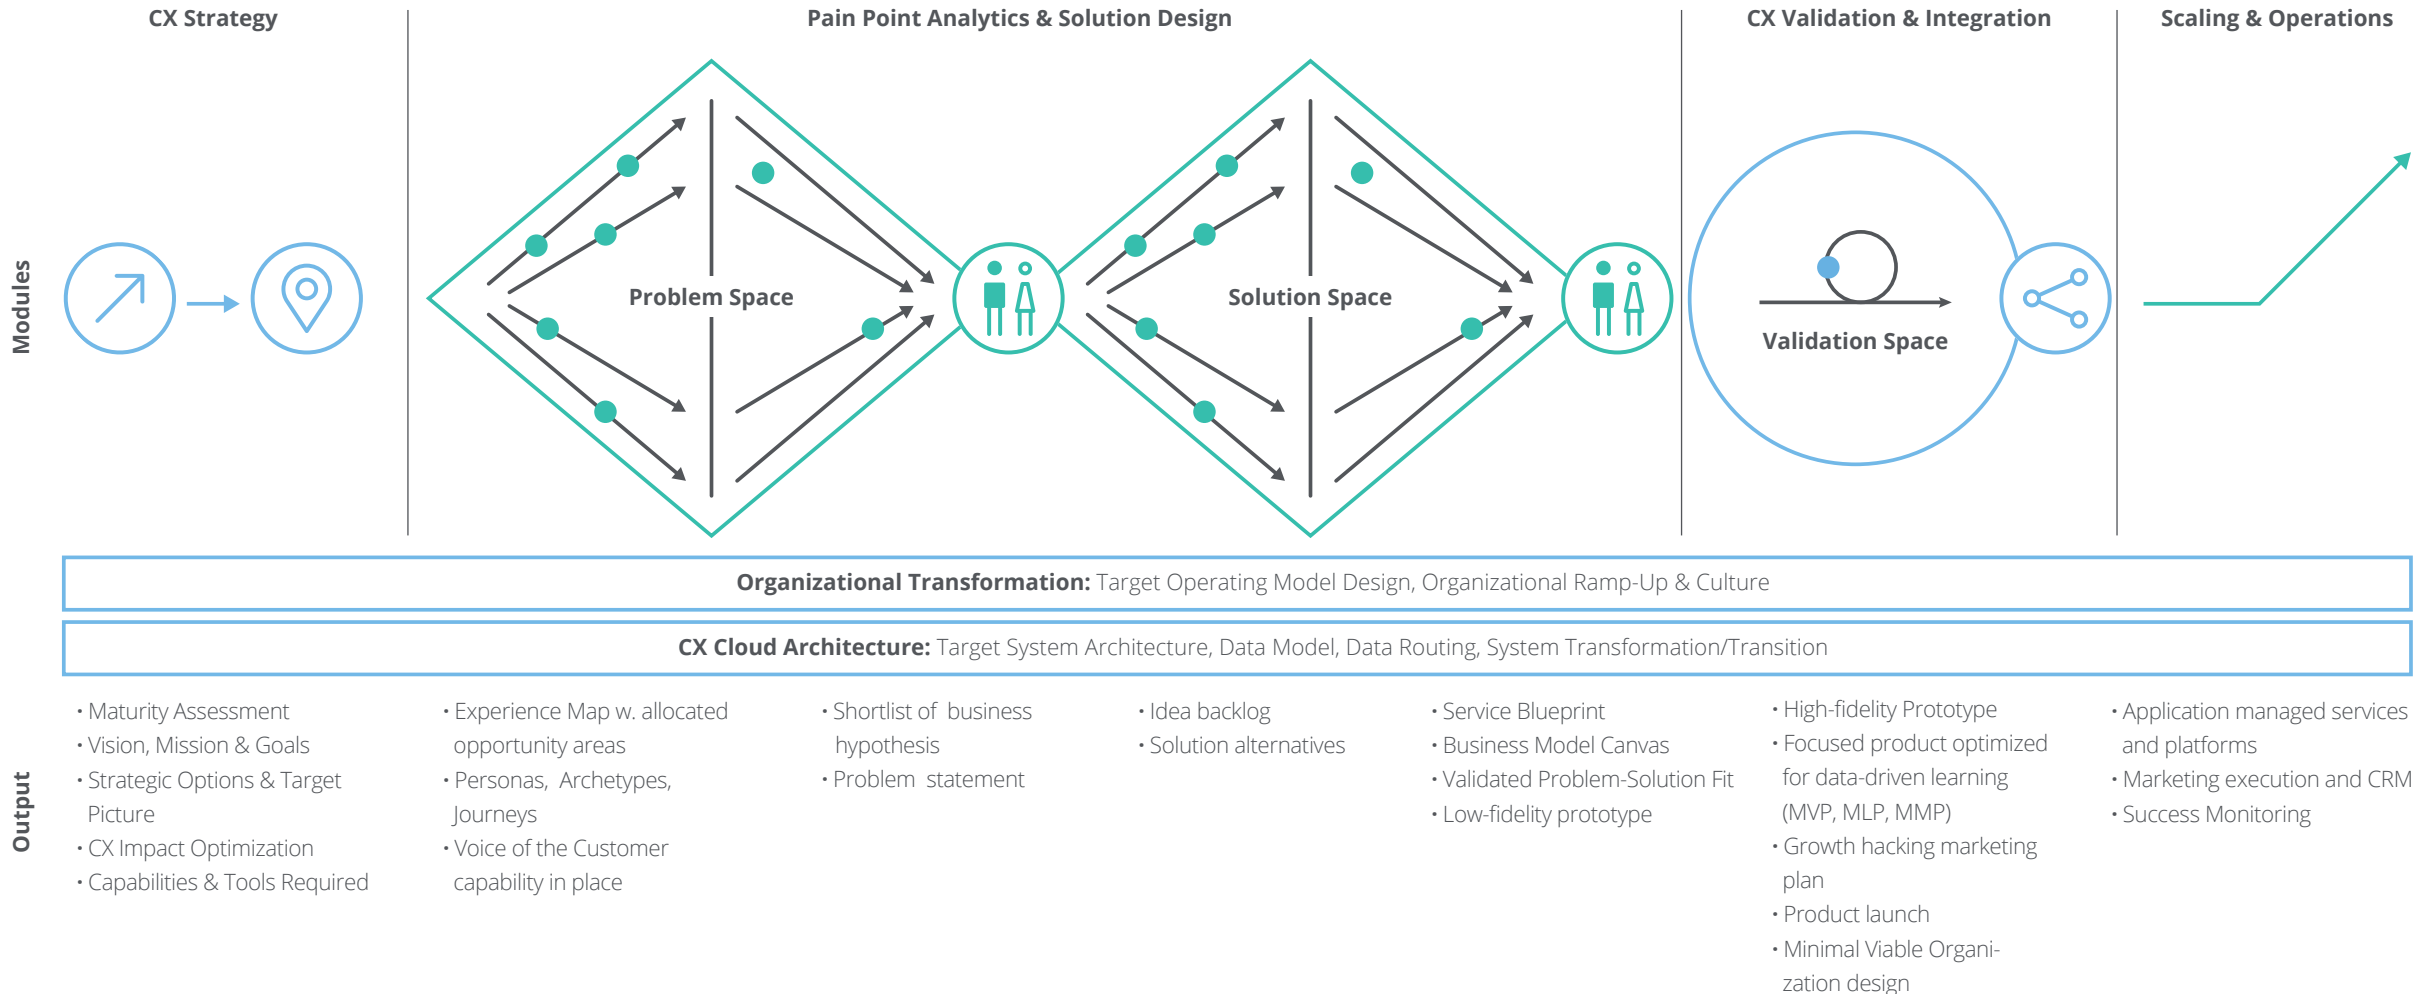 CX Strategy
Pain Point Analytics & Solution Design
CX Validation & Integration
Scaling & Operations
Modules
Problem Space
Solution Space
Validation Space
Organizational Transformation: Target Operating Model Design, Organizational Ramp-Up & Culture
CX Cloud Architecture: Target System Architecture, Data Model, Data Routing, System Transformation/Transition
Output
• Maturity Assessment
• Vision, Mission & Goals
• Strategic Options & Target
Picture
• CX Impact Optimization
• Capabilities & Tools Required
• Experience Map w. allocated
opportunity areas
• Personas, Archetypes,
Journeys
• Voice of the Customer
capability in place
• Shortlist of business
hypothesis
• Problem statement
• Idea backlog
• Solution alternatives
• Service Blueprint
• Business Model Canvas
• Validated Problem-Solution Fit
• Low-fidelity prototype
• High-fidelity Prototype
• Focused product optimized
for data-driven learning
(MVP, MLP, MMP)
• Growth hacking marketing
plan
• Product launch
• Minimal Viable Organi-
zation design
• Application managed services
and platforms
• Marketing execution and CRM
• Success Monitoring